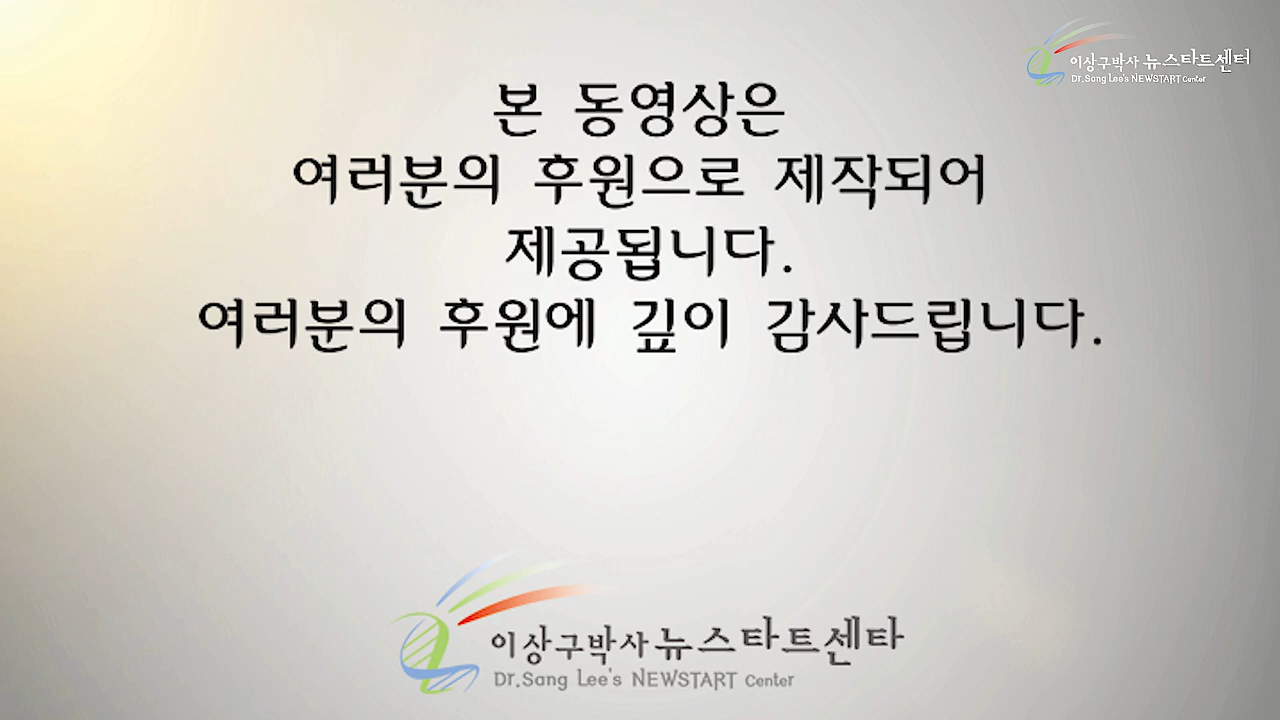 이상구박사 뉴스타트센터
Dr.Sang Lee's NEWSTART Center
본 동영상은
여러분의 후원으로 제작되어
제공됩니다.
여러분의 후원에 깊이 감사드립니다.
이상구박사 뉴스타트센타
Dr.Sang Lee's NEWSTART Center